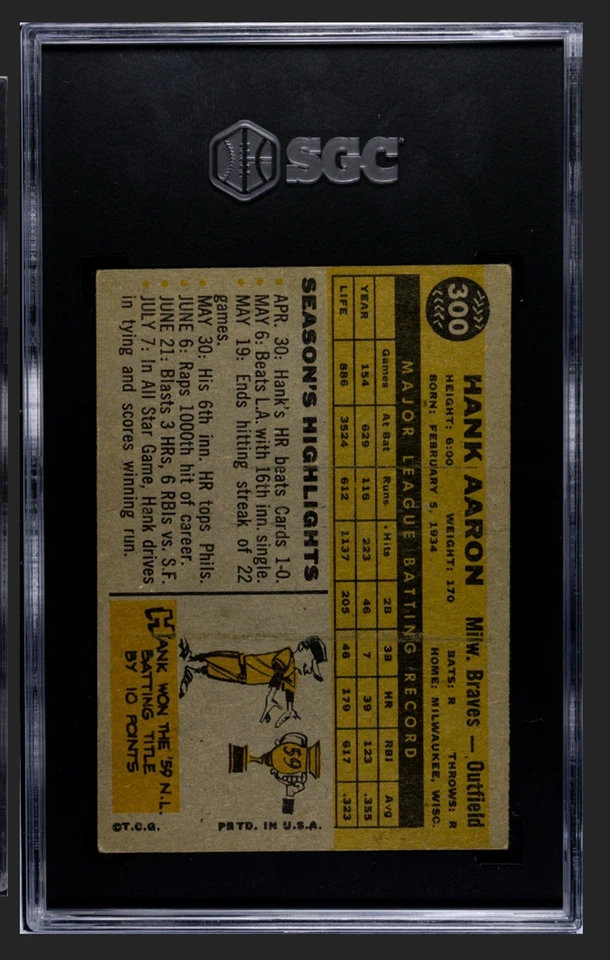 SGC
300
HANK AARON Milw. Braves — Outfield
HEIGHT: 6:00 WEIGHT: 170 BATS: R THROWS: R
BORN: FEBRUARY 5, 1934 HOME: MILWAUKEE, WISC.
MAJOR LEAGUE BATTING RECORD
Games At Bat Runs Hits 2B 3B HR RBI Avg
YEAR 154 629 116 223 46 7 39 123 .355
LIFE 886 3524 612 1137 205 46 179 617 .323
SEASON'S HIGHLIGHTS
APR. 30: Hank's HR beats Cards 1-0.
MAY 6: Beats L.A. with 16th inn. single.
MAY 19: Ends hitting streak of 22
games.
MAY 30: His 6th inn. HR tops Phils.
JUNE 6: Raps 1000th hit of career.
JUNE 21: Blasts 3 HRs, 6 RBIs vs. S.F.
JULY 7: In All Star Game, Hank drives
in tying and scores winning run.
59
HANK WON THE '59 N.L.
BATTING TITLE
BY 10 POINTS
©T.C.G. PRTD. IN U.S.A.